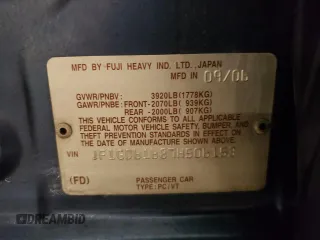 MFD BY FUJI HEAVY IND. LTD., JAPAN
MFD IN 09/06
GVWR/PNBV: 3920LB(1778KG)
GAWR/PNBE: FRONT-2070LB( 939KG)
REAR -2000LB( 907KG)
THIS VEHICLE CONFORMS TO ALL APPLICABLE
FEDERAL MOTOR VEHICLE SAFETY, BUMPER, AND
THEFT PREVENTION STANDARDS IN EFFECT ON THE
DATE OF MANUFACTURE SHOWN ABOVE.
VIN
(FD) PASSENGER CAR
TYPE:PC/VT
DREAMBID